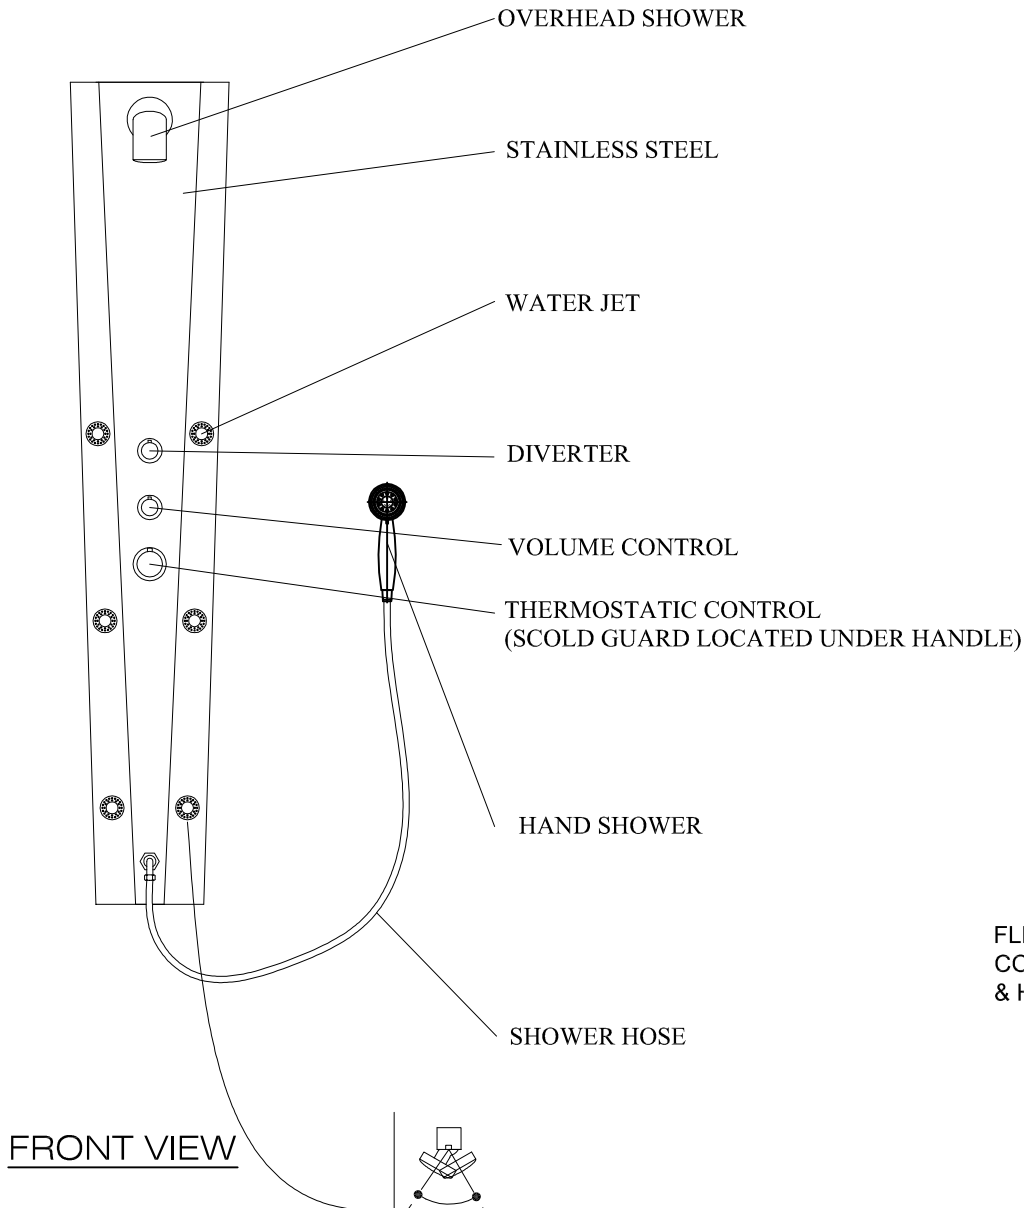 OVERHEAD SHOWER
STAINLESS STEEL
WATER JET
DIVERTER
VOLUME CONTROL
THERMOSTATIC CONTROL
(SCOLD GUARD LOCATED UNDER HANDLE)
HAND SHOWER
&
SHOWER HOSE
FRONT VIEW